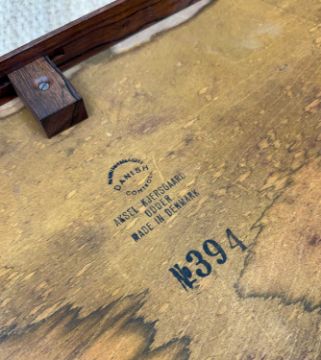 DANISH
CONTROL
AKSEL KJERSGAARD
ODDER
MADE IN DENMARK
№394